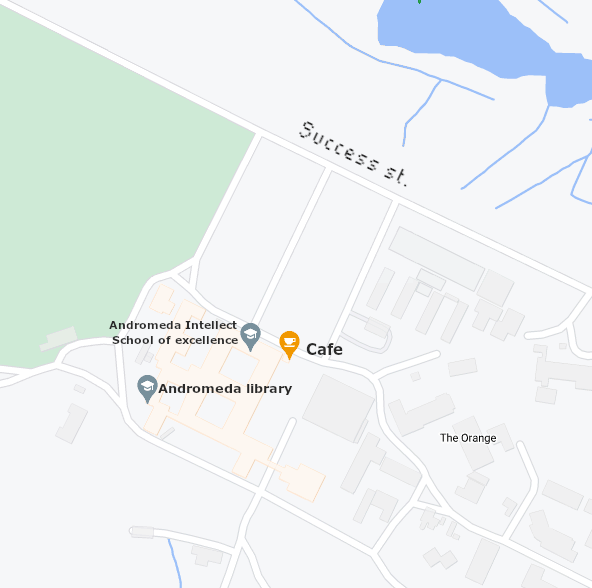 Success st.
Andromeda Intellect
School of excellence
Cafe
Andromeda library
The Orange